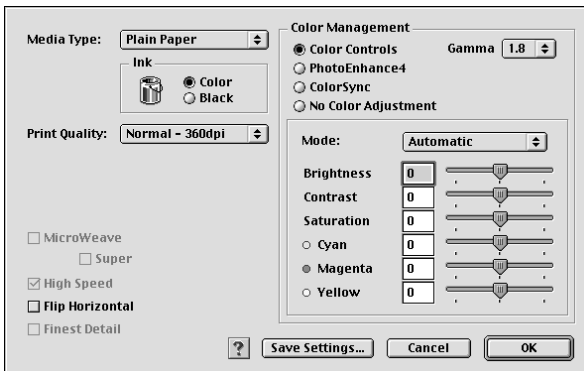 Media Type: Plain Paper
Ink
Color
Black
Print Quality: Normal - 360dpi
MicroWeave
Super
High Speed
Flip Horizontal
Finest Detail
Color Management
Color Controls Gamma 1.8
PhotoEnhance4
ColorSync
No Color Adjustment
Mode: Automatic
Brightness 0
Contrast 0
Saturation 0
Cyan 0
Magenta 0
Yellow 0
? Save Settings... Cancel OK